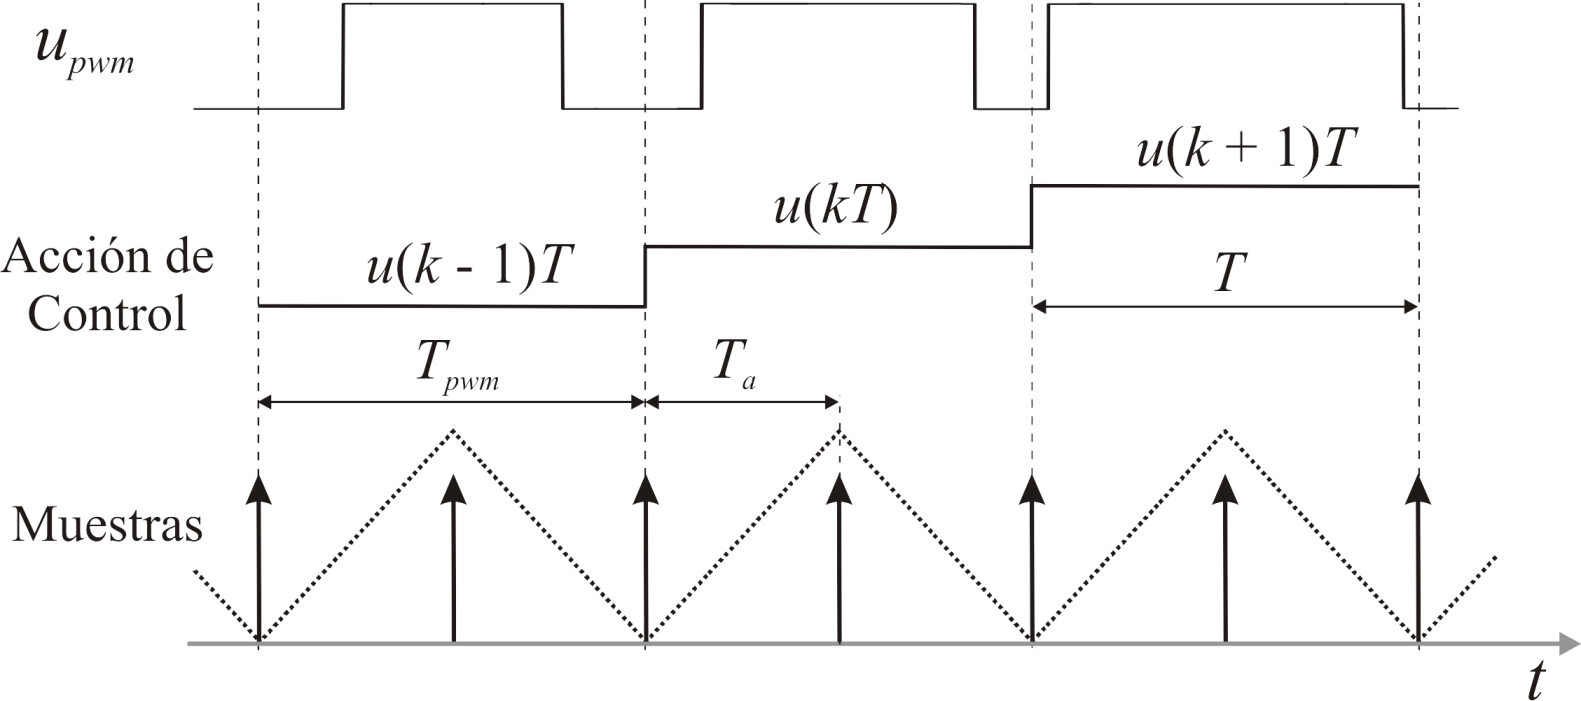 u_pwm
u(k + 1)T
u(kT)
Acción de
Control
u(k - 1)T
T
T_pwm
T_a
Muestras
t